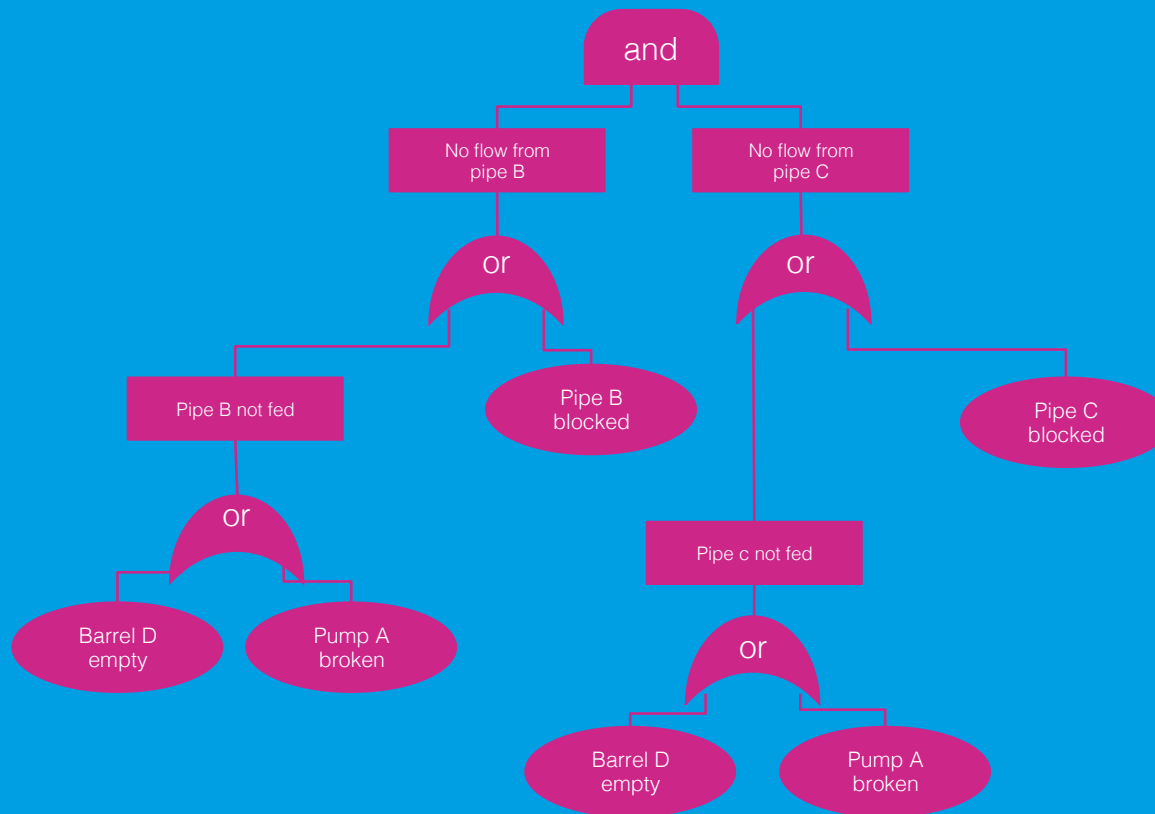 and
No flow from
pipe B
No flow from
pipe C
or
or
Pipe B not fed
Pipe B
blocked
Pipe C
blocked
or
Pipe c not fed
Barrel D
empty
Pump A
broken
or
Barrel D
empty
Pump A
broken